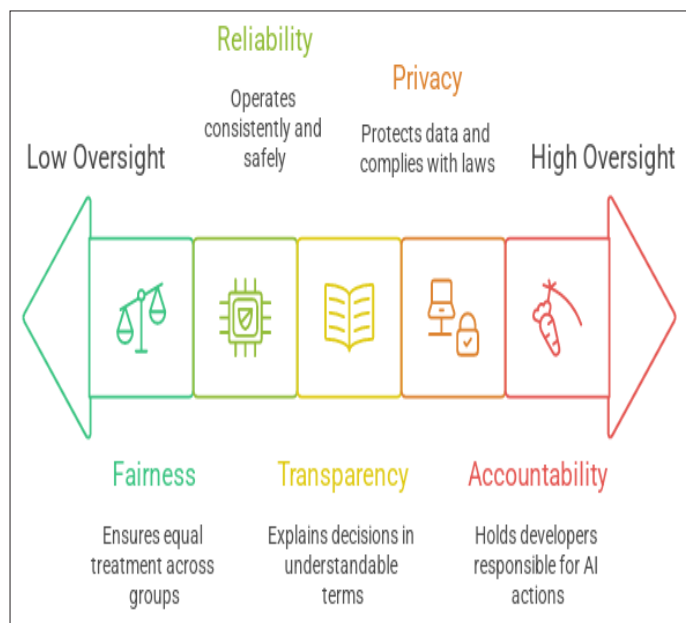 Reliability
Operates
consistently and
safely
Privacy
Protects data and
complies with laws
Low Oversight
High Oversight
Fairness
Ensures equal
treatment across
groups
Transparency
Explains decisions in
understandable
terms
Accountability
Holds developers
responsible for AI
actions